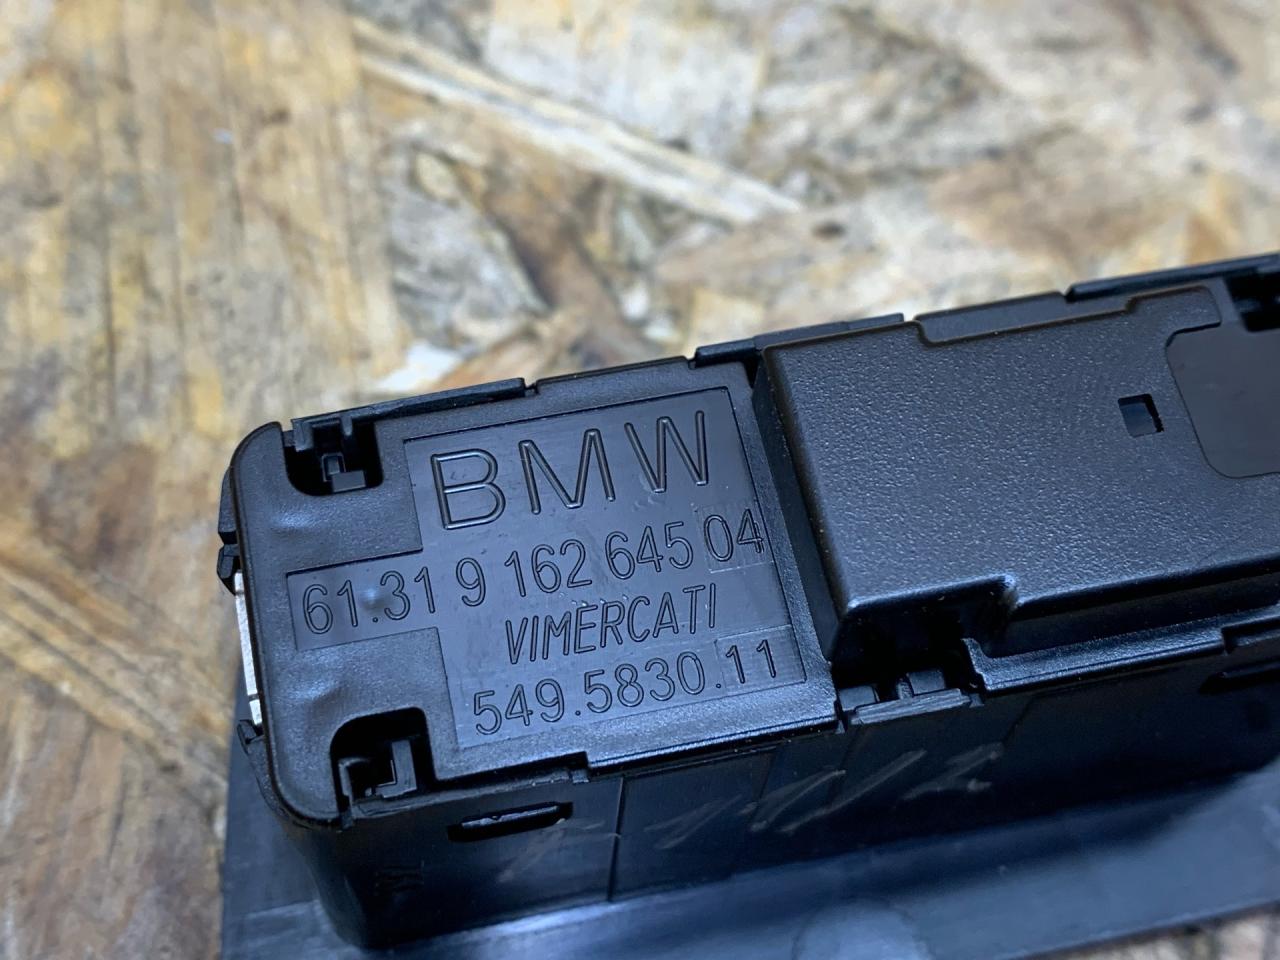 BMW
61.31 9 162 645 04
VIMERCATI
549.5830.11